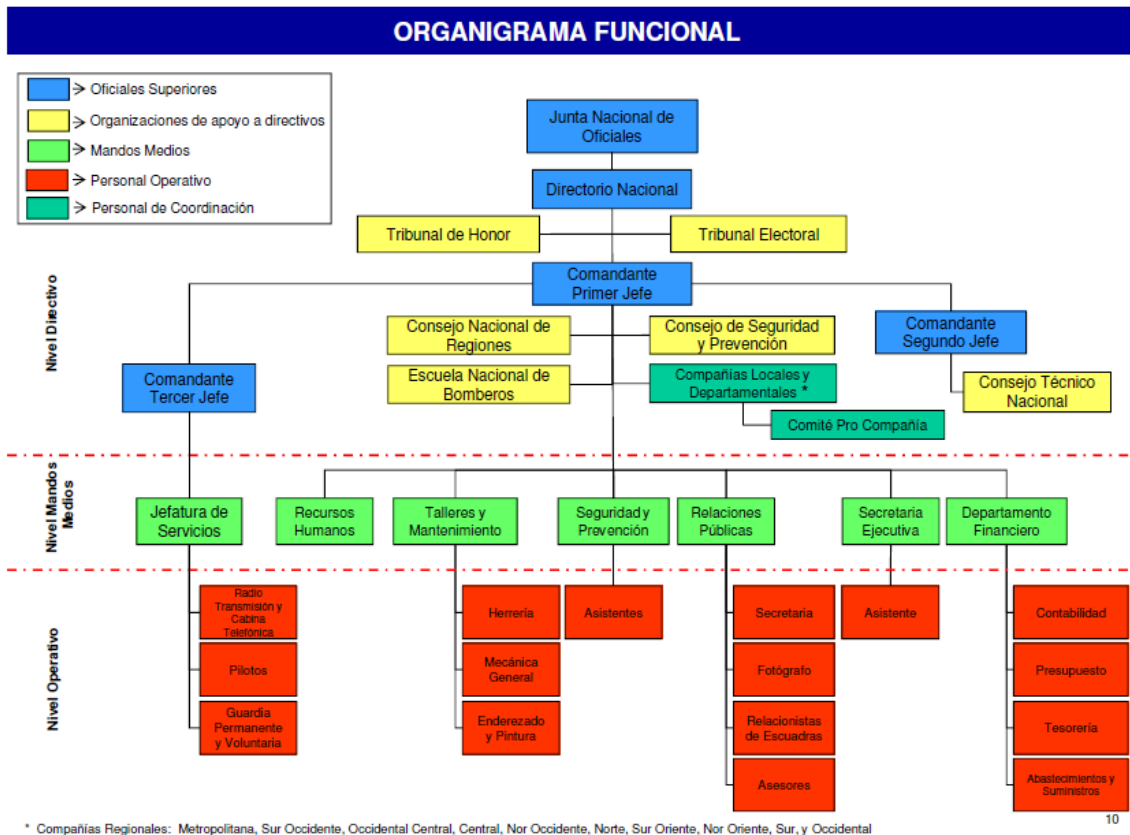 ORGANIGRAMA FUNCIONAL
Oficiales Superiores
Organizaciones de apoyo a directivos
Mandos Medios
Personal Operativo
Personal de Coordinación
Junta Nacional de
Oficiales
Directorio Nacional
Tribunal de Honor
Tribunal Electoral
Nivel Directivo
Comandante
Primer Jefe
Consejo Nacional de
Regiones
Consejo de Seguridad
y Prevención
Comandante
Segundo Jefe
Comandante
Tercer Jefe
Escuela Nacional de
Bomberos
Compañías Locales y
Departamentales *
Consejo Técnico
Nacional
Comité Pro Compañía
Nivel Mandos
Medios
Jefatura de
Servicios
Recursos
Humanos
Talleres y
Mantenimiento
Seguridad y
Prevención
Relaciones
Públicas
Secretaria
Ejecutiva
Departamento
Financiero
Nivel Operativo
Radio
Transmisión y
Cabina
Telefónica
Herrería
Asistentes
Secretaria
Asistente
Contabilidad
Pilotos
Mecánica
General
Fotógrafo
Presupuesto
Guardia
Permanente
y Voluntaria
Enderezado
y Pintura
Relacionistas
de Escuadras
Tesorería
Asesores
Abastecimientos y
Suministros
10
* Compañías Regionales: Metropolitana, Sur Occidente, Occidental Central, Central, Nor Occidente, Norte, Sur Oriente, Nor Oriente, Sur, y Occidental